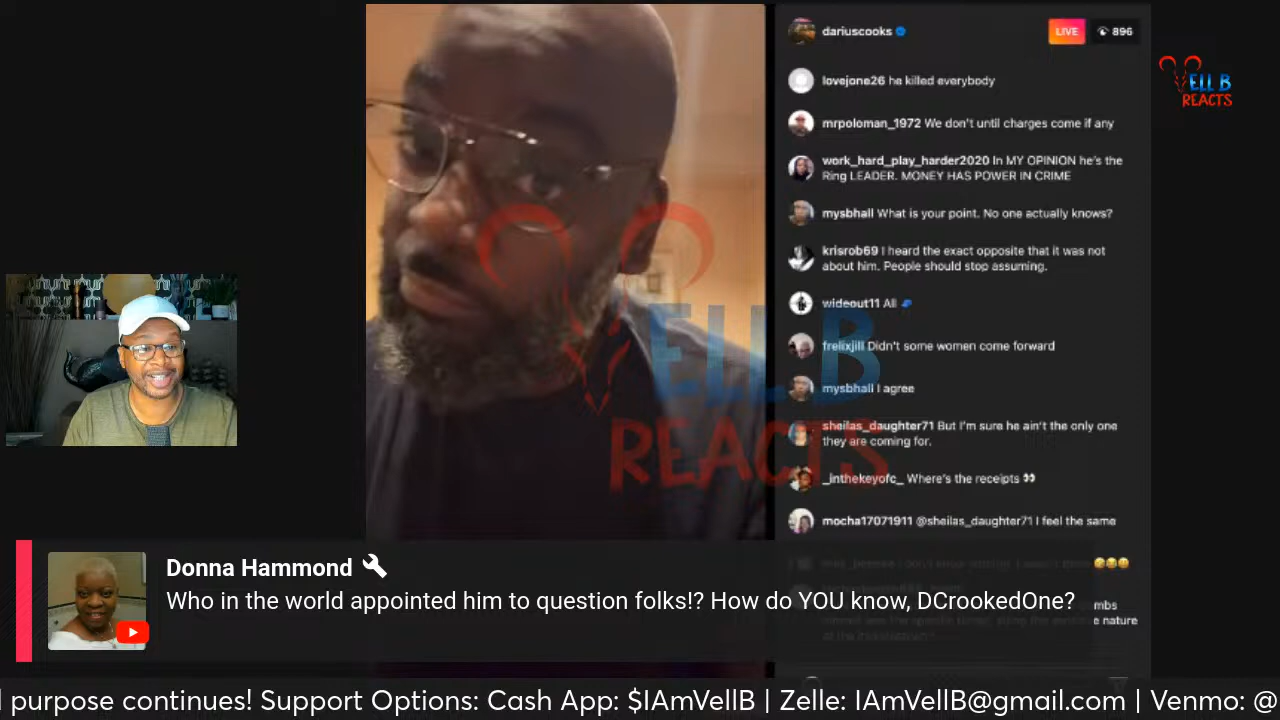 dariuscooks
LIVE
896
ELL B
REACTS
lovejone26 he killed everybody
mrpoloman_1972 We don't until charges come if any
work_hard_play_harder2020 In MY OPINION he's the
Ring LEADER. MONEY HAS POWER IN CRIME
mysbhall What is your point. No one actually knows?
krisrob69 I heard the exact opposite that it was not
about him. People should stop assuming.
wideout11 All
frelixjill Didn't some women come forward
mysbhall I agree
sheilas_daughter71 But I'm sure he ain't the only one
they are coming for.
_inthekeyofc_ Where's the receipts 👀
mocha17071911 @sheilas_daughter71 I feel the same
ELL B
REACTS
Donna Hammond
Who in the world appointed him to question folks!? How do YOU know, DCrookedOne?
mbs
e nature
purpose continues! Support Options: Cash App: $IAmVellB | Zelle: IAmVellB@gmail.com | Venmo: @